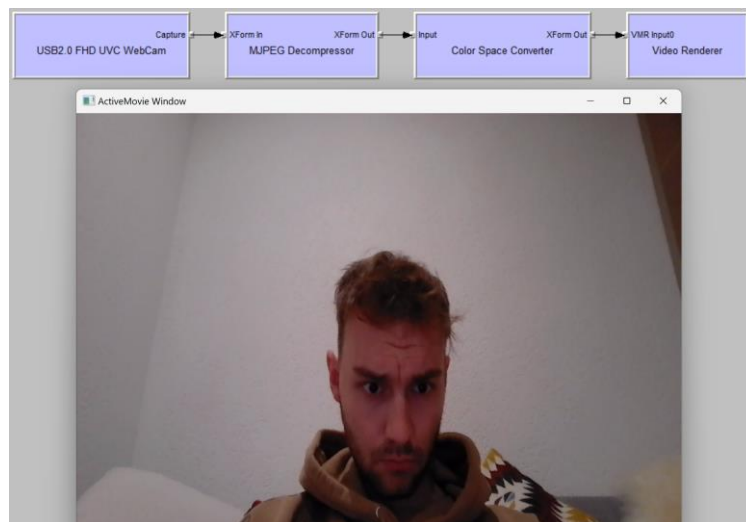 Capture
USB2.0 FHD UVC WebCam
XForm In
XForm Out
MJPEG Decompressor
Input
XForm Out
Color Space Converter
VMR Input0
Video Renderer
ActiveMovie Window